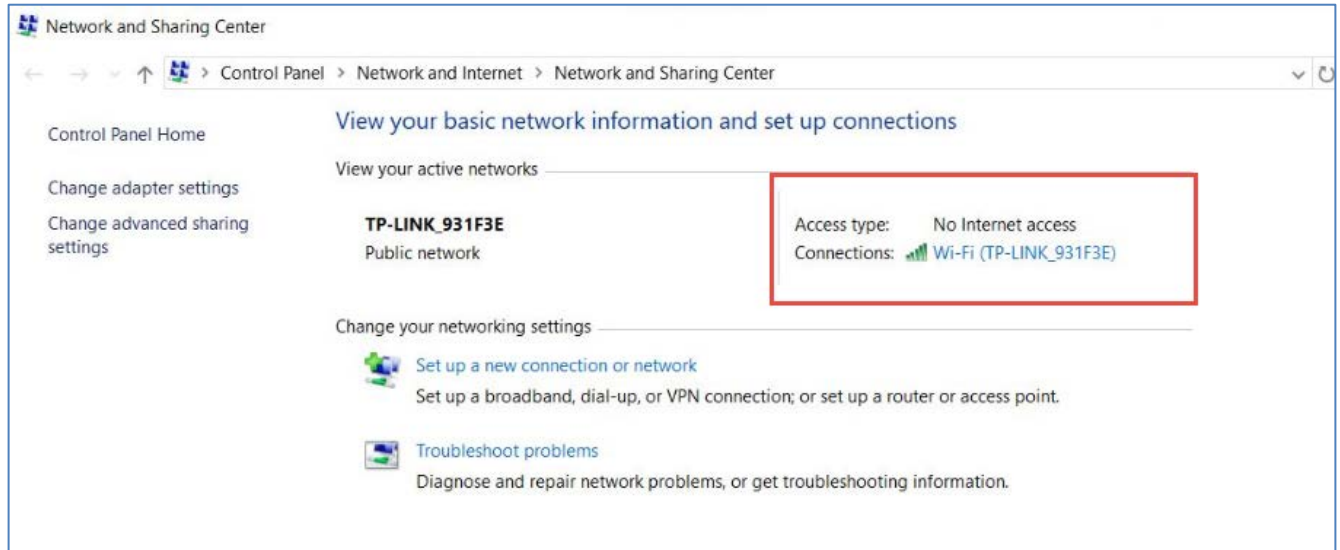 Network and Sharing Center
> Control Panel > Network and Internet > Network and Sharing Center
Control Panel Home
Change adapter settings
Change advanced sharing
settings
View your basic network information and set up connections
View your active networks
TP-LINK_931F3E
Public network
Access type: No Internet access
Connections: Wi-Fi (TP-LINK_931F3E)
Change your networking settings
Set up a new connection or network
Set up a broadband, dial-up, or VPN connection; or set up a router or access point.
Troubleshoot problems
Diagnose and repair network problems, or get troubleshooting information.